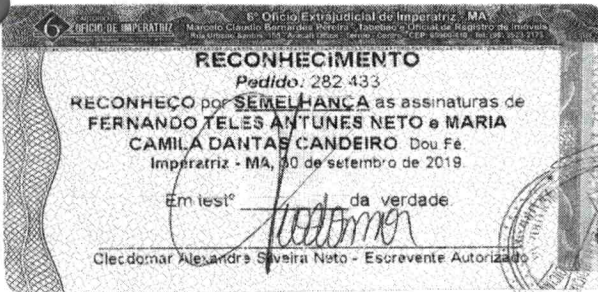 6º Ofício Extrajudicial de Imperatriz - MA
Marcelo Claudio Bernardes Pereira - Tabelião e Oficial de Registro de Imóveis
6 OFÍCIO DE IMPERATRIZ
RECONHECIMENTO
Pedido: 282.433
RECONHEÇO por SEMELHANÇA as assinaturas de
FERNANDO TELES ANTUNES NETO e MARIA
CAMILA DANTAS CANDEIRO. Dou Fé.
Imperatriz - MA, 30 de setembro de 2019.
Em testº da verdade.
Cleodomar Alexandre Silveira Neto - Escrevente Autorizado